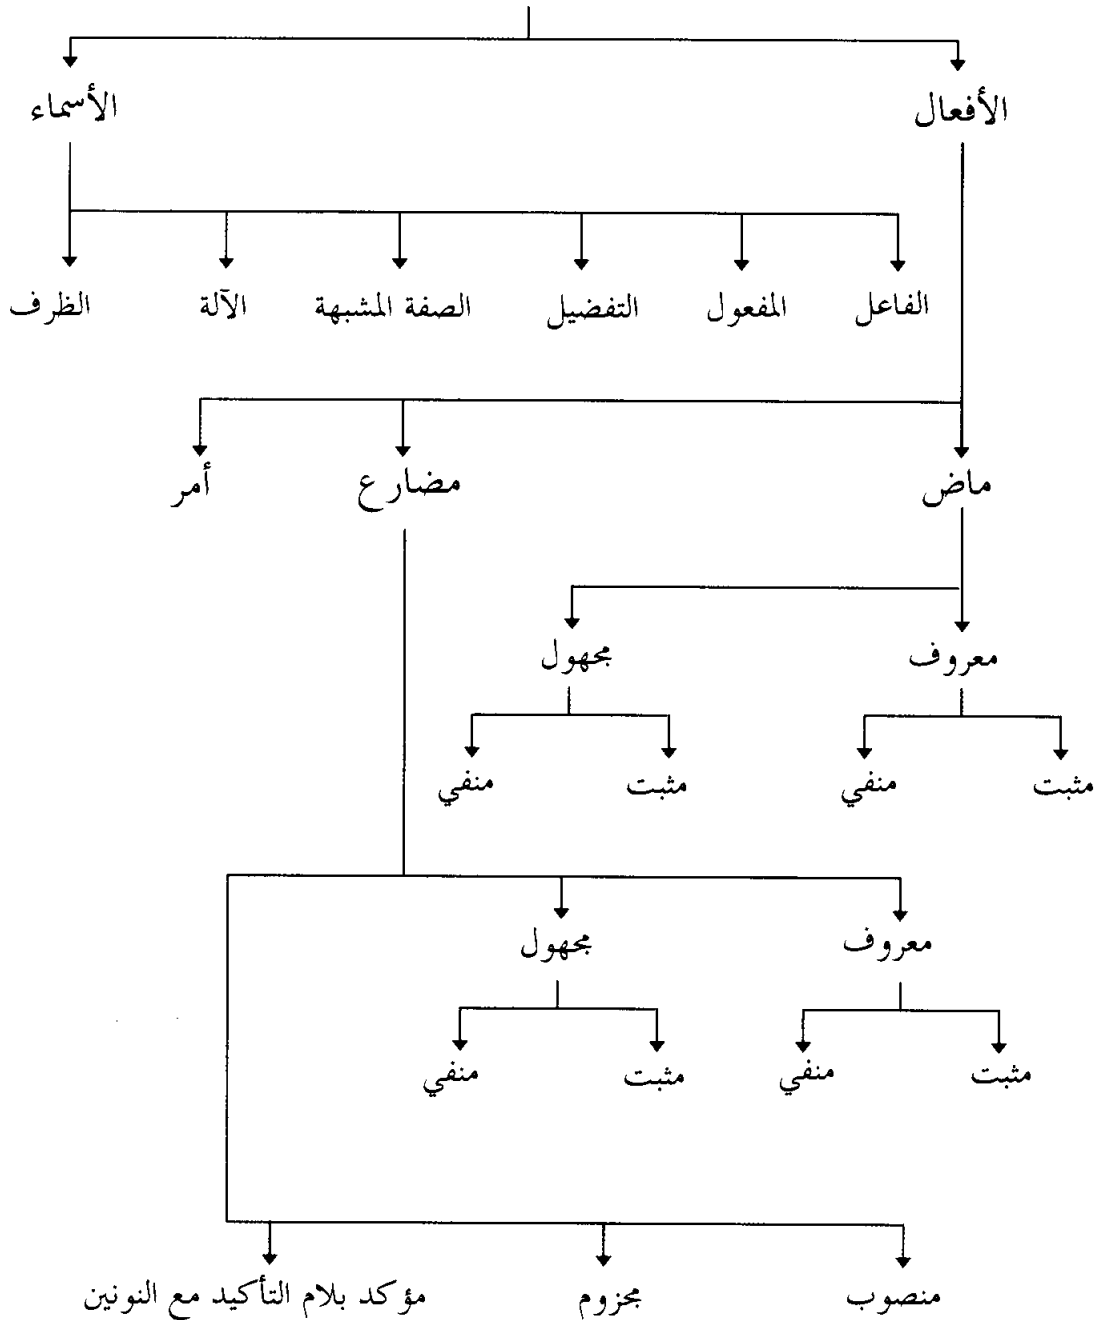 الأفعال الأسماء
الفاعل المفعول التفضيل الصفة المشبهة الآلة الظرف
ماض مضارع أمر
معروف مجهول
مثبت منفي مثبت منفي
معروف مجهول
مثبت منفي مثبت منفي
منصوب مجزوم مؤكد بلام التأكيد مع النونين